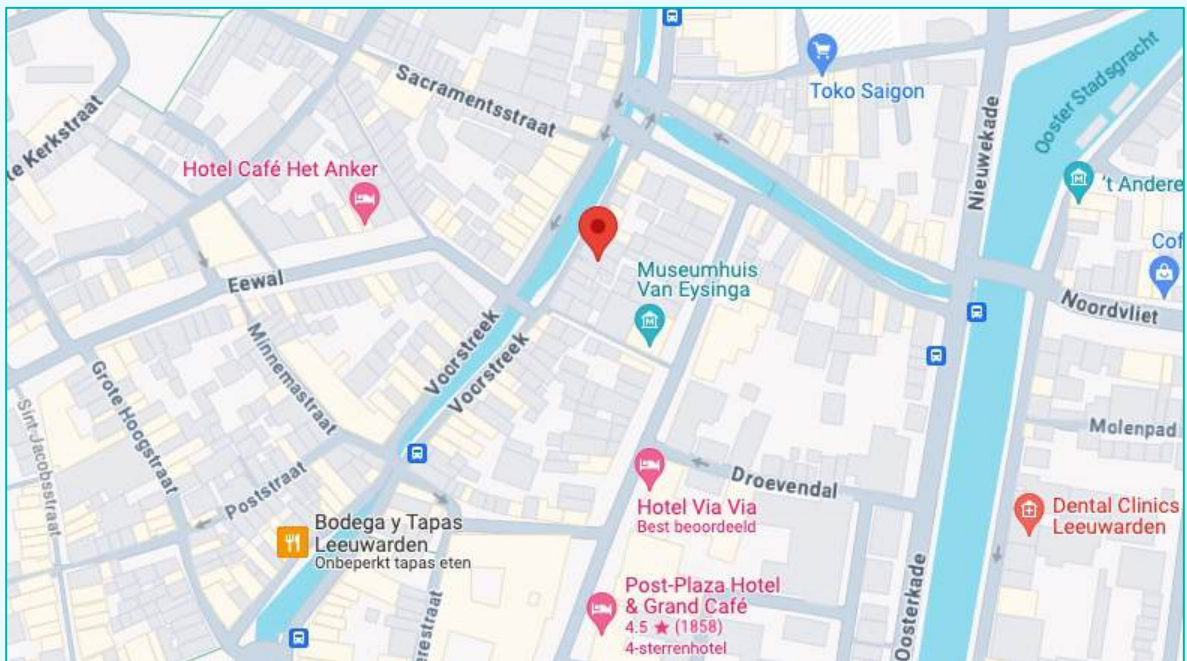 Sacramentsstraat
te Kerkstraat
Toko Saigon
Ooster Stadsgracht
Nieuwekade
Hotel Café Het Anker
't Andere
Cof
Museumhuis
Van Eysinga
Eewal
Noordvliet
Voorstreek
Voorstreek
Minnemastraat
Grote Hoogstraat
Sint Jacobsstraat
Molenpad
Poststraat
Droevendal
Hotel Via Via
Best beoordeeld
Dental Clinics
Leeuwarden
Bodega y Tapas
Leeuwarden
Onbeperkt tapas eten
Post-Plaza Hotel
& Grand Café
4.5 ★ (1858)
4-sterrenhotel
Oosterkade
erestraat